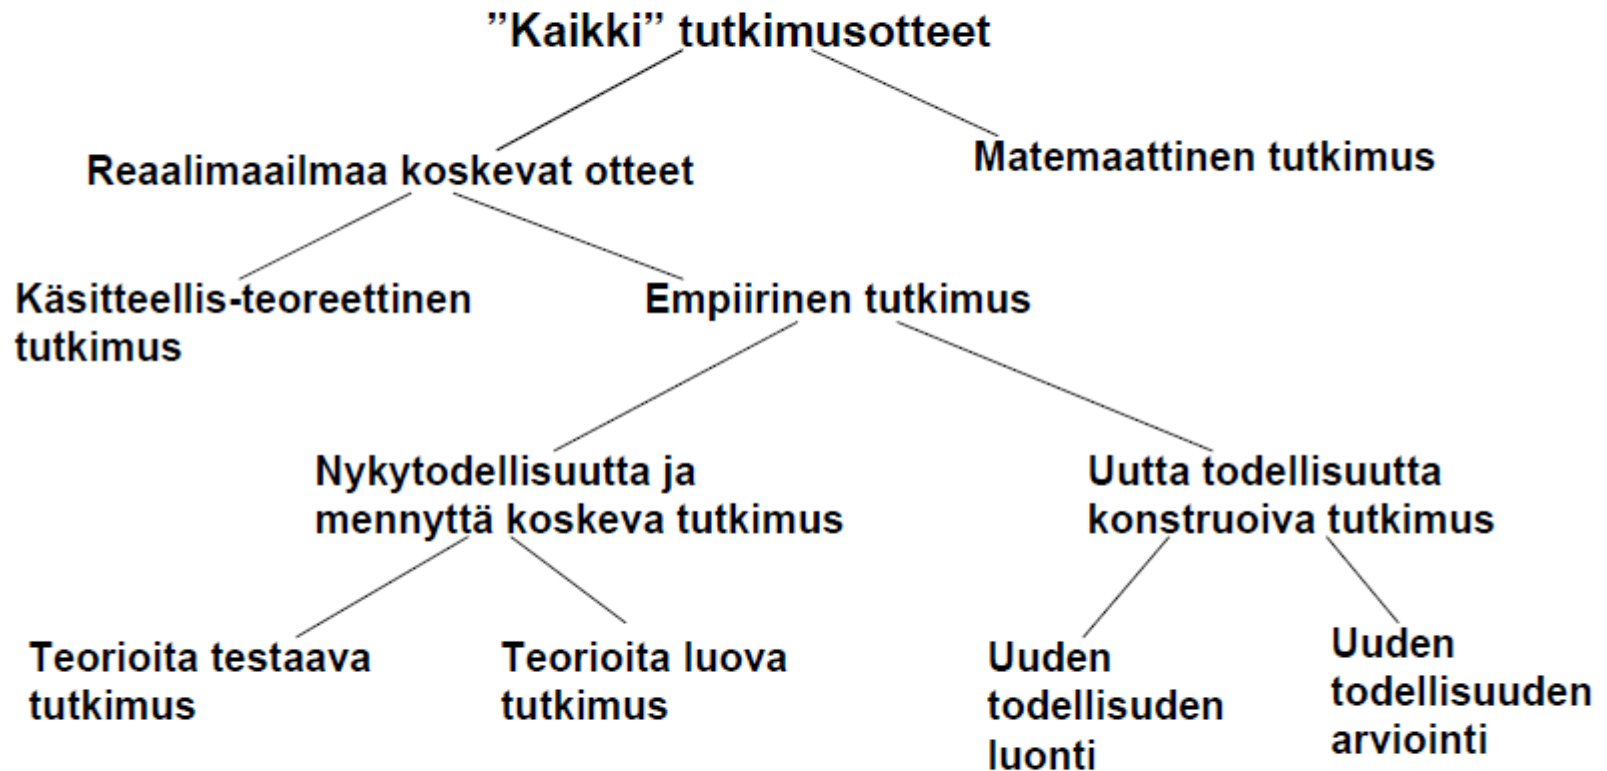 ”Kaikki” tutkimusotteet
Reaalimaailmaa koskevat otteet
Matemaattinen tutkimus
Käsitteellis-teoreettinen
tutkimus
Empiirinen tutkimus
Nykytodellisuutta ja
mennyttä koskeva tutkimus
Uutta todellisuutta
konstruoiva tutkimus
Teorioita testaava
tutkimus
Teorioita luova
tutkimus
Uuden
todellisuden
luonti
Uuden
todellisuuden
arviointi